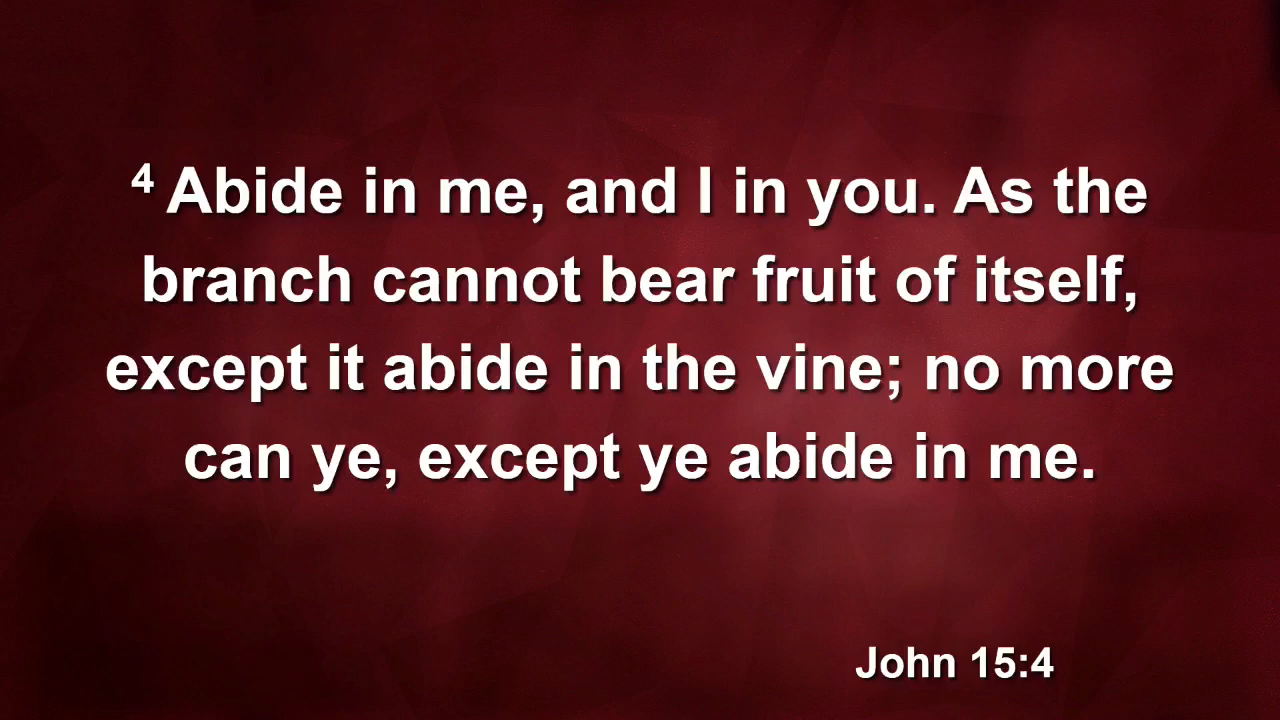 4 Abide in me, and I in you. As the
branch cannot bear fruit of itself,
except it abide in the vine; no more
can ye, except ye abide in me.
John 15:4